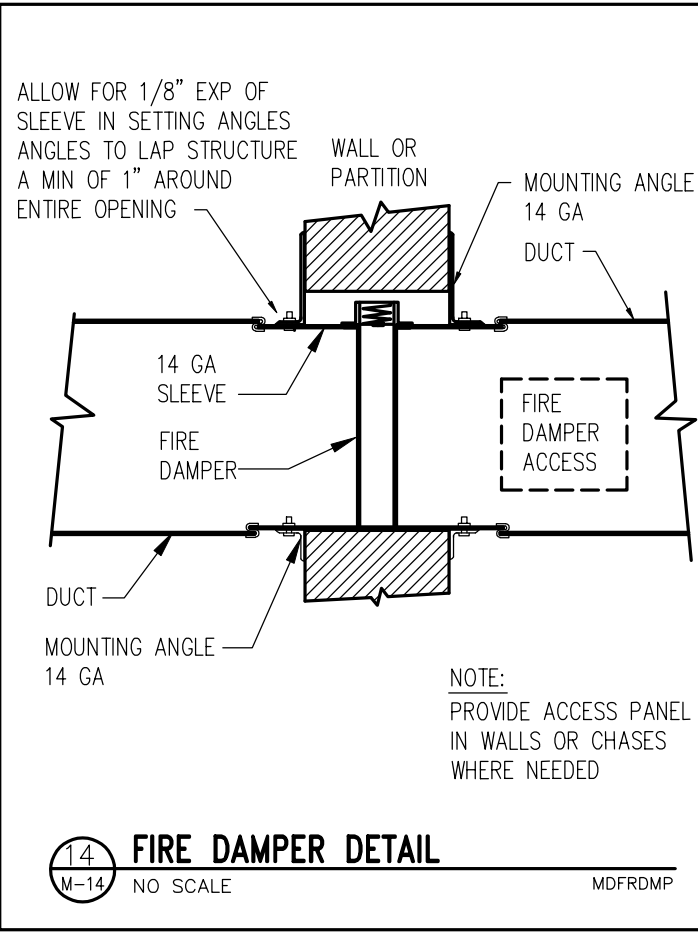 ALLOW FOR 1/8" EXP OF
SLEEVE IN SETTING ANGLES
ANGLES TO LAP STRUCTURE
A MIN OF 1" AROUND
ENTIRE OPENING
WALL OR
PARTITION
MOUNTING ANGLE
14 GA
DUCT
14 GA
SLEEVE
FIRE
DAMPER
FIRE
DAMPER
ACCESS
DUCT
MOUNTING ANGLE
14 GA
NOTE:
PROVIDE ACCESS PANEL
IN WALLS OR CHASES
WHERE NEEDED
14
M-14
FIRE DAMPER DETAIL
NO SCALE
MDFRDMP